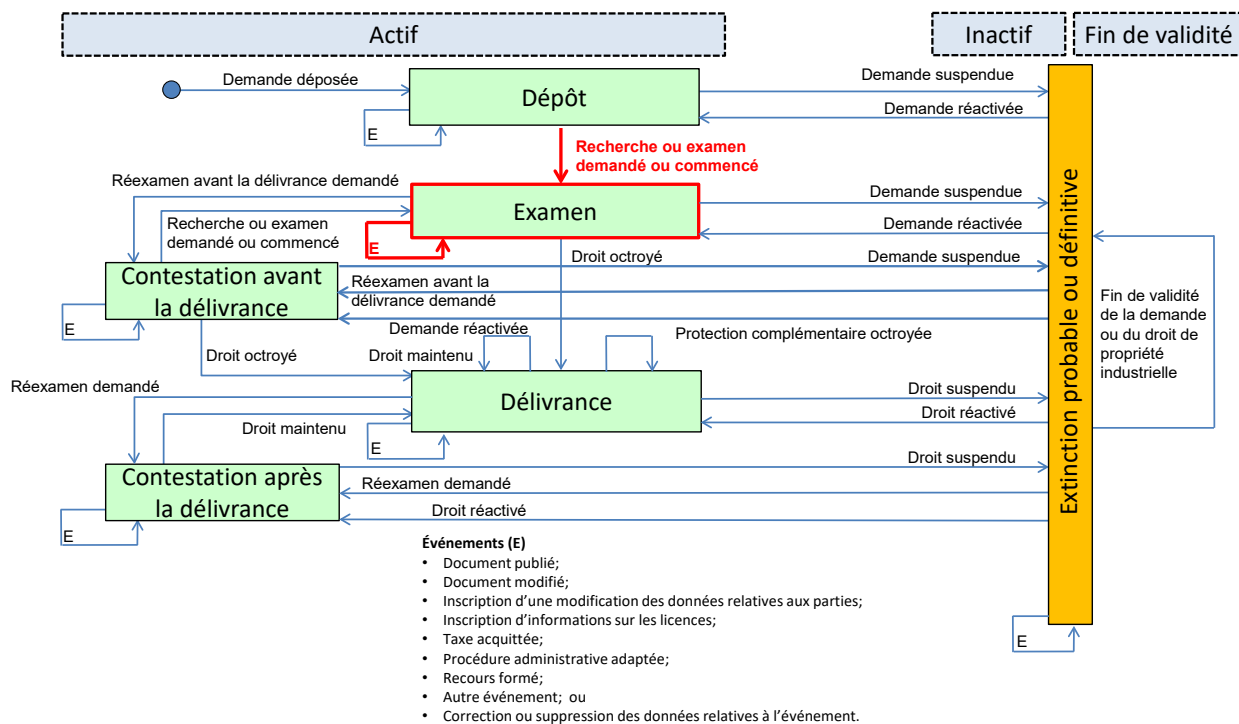 Actif
Inactif
Fin de validité
Demande déposée
Dépôt
Demande suspendue
Demande réactivée
E
Recherche ou examen
demandé ou commencé
Réexamen avant la délivrance demandé
Examen
Demande suspendue
Demande réactivée
Recherche ou examen
demandé ou commencé
E
Droit octroyé
Demande suspendue
Contestation avant
la délivrance
Réexamen avant la
délivrance demandé
E
Demande réactivée
Protection complémentaire octroyée
Fin de validité
de la demande
ou du droit de
propriété
industrielle
Extinction probable ou définitive
Droit octroyé
Droit maintenu
Réexamen demandé
Délivrance
Droit suspendu
Droit réactivé
Droit maintenu
E
Contestation après
la délivrance
Droit suspendu
Réexamen demandé
Droit réactivé
E
Événements (E)
• Document publié;
• Document modifié;
• Inscription d’une modification des données relatives aux parties;
• Inscription d’informations sur les licences;
• Taxe acquittée;
• Procédure administrative adaptée;
• Recours formé;
• Autre événement; ou
• Correction ou suppression des données relatives à l’événement.
E